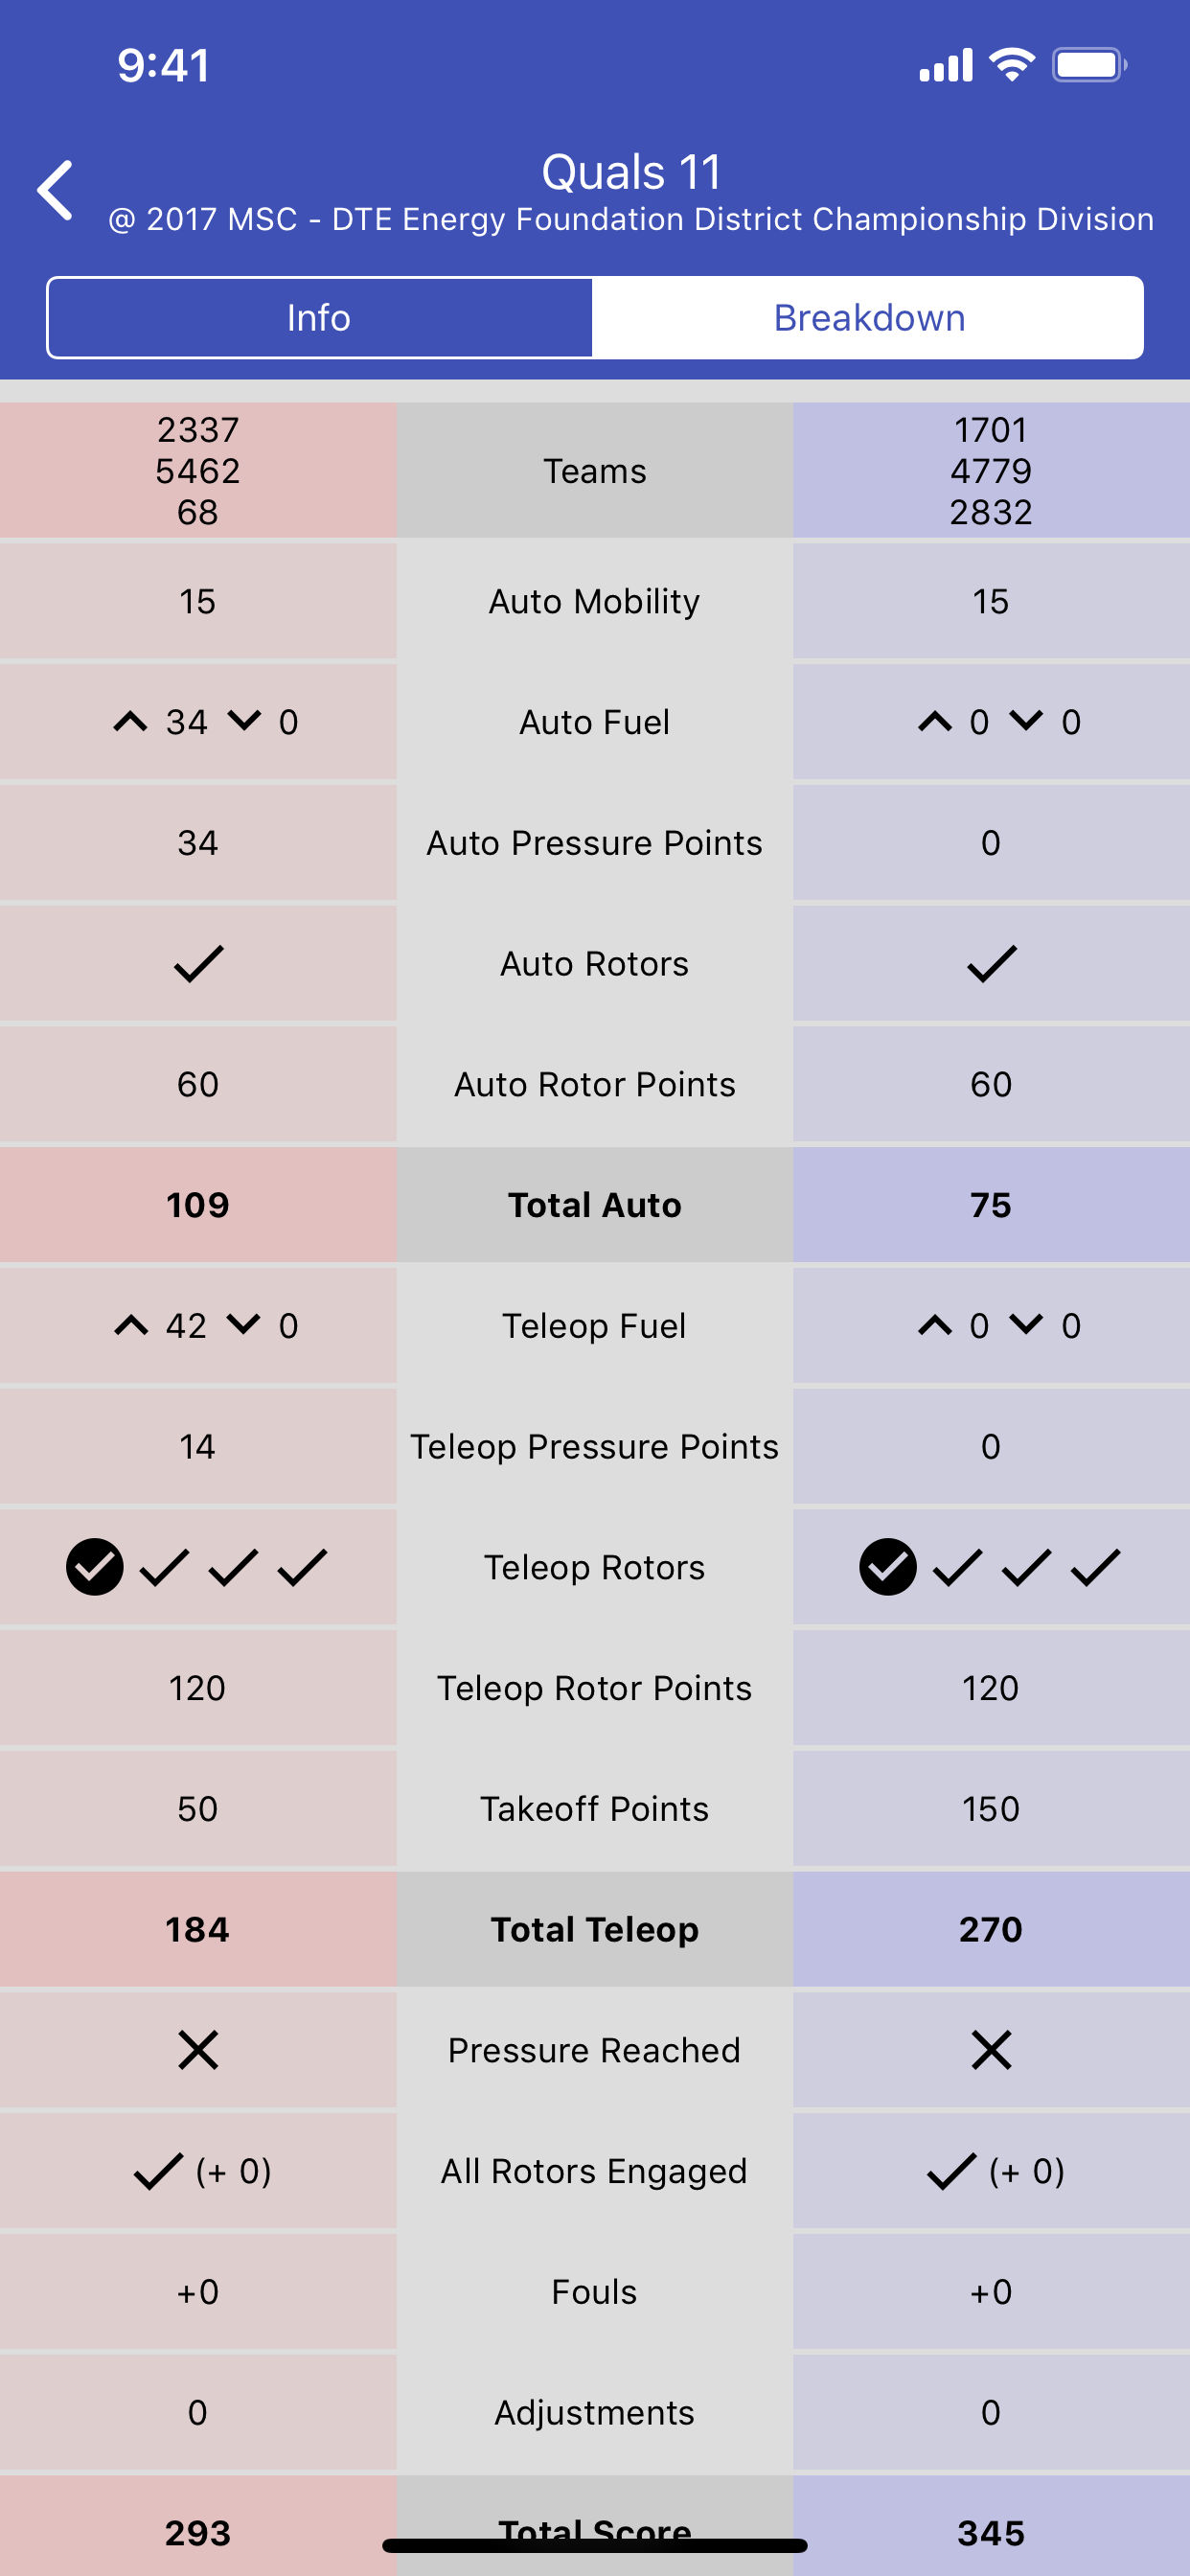 9:41
Quals 11
@ 2017 MSC - DTE Energy Foundation District Championship Division
Info Breakdown
2337
5462
68
Teams
1701
4779
2832
15 Auto Mobility 15
34 0 Auto Fuel 0 0
34 Auto Pressure Points 0
Auto Rotors
60 Auto Rotor Points 60
109 Total Auto 75
42 0 Teleop Fuel 0 0
14 Teleop Pressure Points 0
Teleop Rotors
120 Teleop Rotor Points 120
50 Takeoff Points 150
184 Total Teleop 270
Pressure Reached
(+ 0) All Rotors Engaged (+ 0)
+0 Fouls +0
0 Adjustments 0
293 Total Score 345